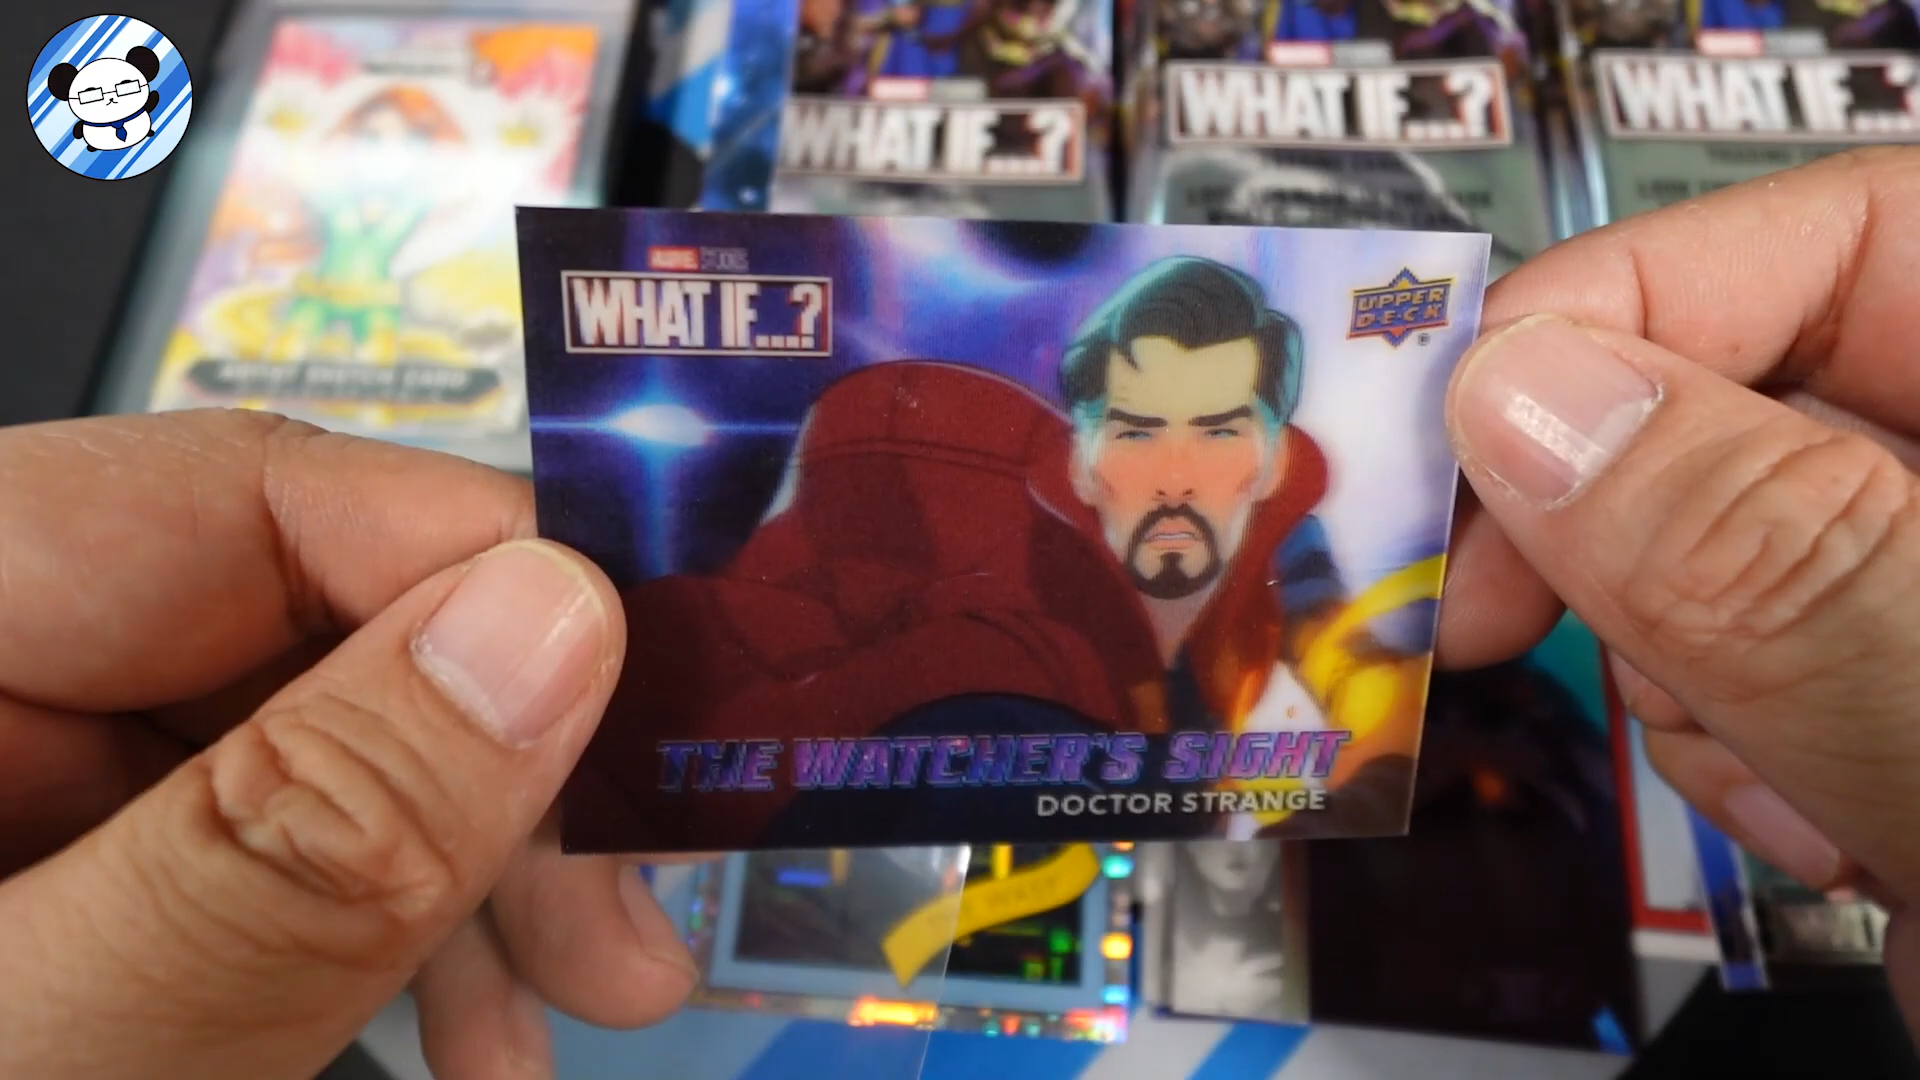 WHAT IF...?
WHAT IF...?
WHAT IF...?
ARTIST SKETCH CARD
MARVEL STUDIOS
WHAT IF...?
UPPER
DECK
®
THE WATCHER'S SIGHT
DOCTOR STRANGE